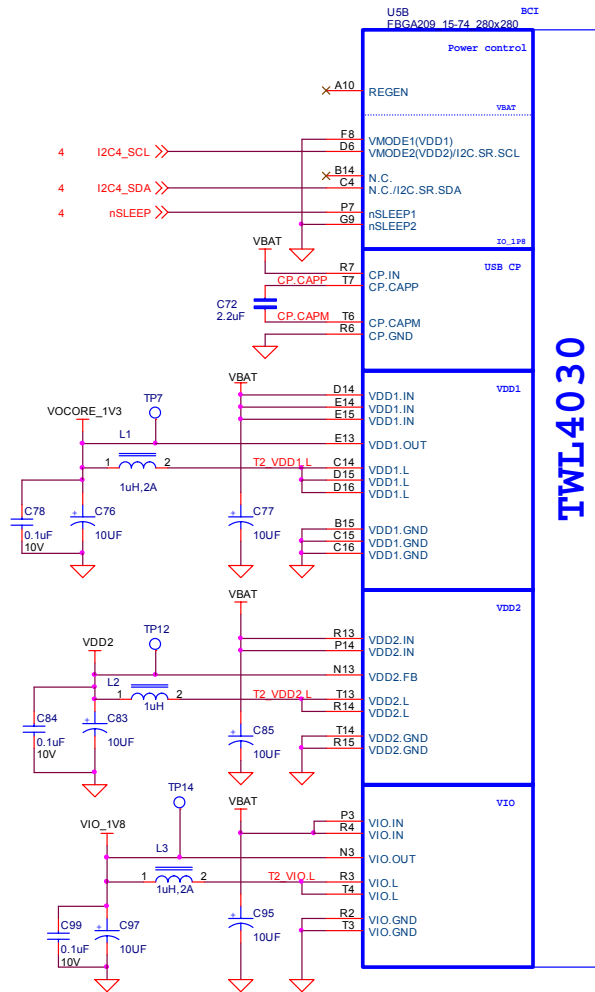 U5B
BCI
FBGA209_15-74_280x280
Power control
A10
REGEN
VBAT
F8
VMODE1(VDD1)
4
I2C4_SCL
D6
VMODE2(VDD2)/I2C.SR.SCL
B14
N.C.
4
I2C4_SDA
C4
N.C./I2C.SR.SDA
4
nSLEEP
P7
nSLEEP1
G9
nSLEEP2
IO_1P8
VBAT
USB CP
R7
CP.IN
CP.CAPP
T7
CP.CAPP
C72
2.2uF
CP.CAPM
T6
CP.CAPM
R6
CP.GND
TWL4030
VBAT
VDD1
D14
VDD1.IN
TP7
E14
VDD1.IN
VOCORE_1V3
E15
VDD1.IN
L1
E13
VDD1.OUT
1
2
T2_VDD1.L
C14
VDD1.L
1uH,2A
D15
VDD1.L
D16
VDD1.L
C78
0.1uF
10V
C76
10UF
C77
10UF
B15
VDD1.GND
C15
VDD1.GND
C16
VDD1.GND
VBAT
VDD2
TP12
R13
VDD2.IN
VDD2
P14
VDD2.IN
N13
VDD2.FB
L2
1
2
T2_VDD2.L
T13
VDD2.L
1uH
R14
VDD2.L
C84
0.1uF
10V
C83
10UF
C85
10UF
T14
VDD2.GND
R15
VDD2.GND
TP14
VBAT
VIO
VIO_1V8
P3
VIO.IN
R4
VIO.IN
L3
N3
VIO.OUT
1
2
T2_VIO.L
R3
VIO.L
1uH,2A
T4
VIO.L
C99
0.1uF
10V
C97
10UF
C95
10UF
R2
VIO.GND
T3
VIO.GND